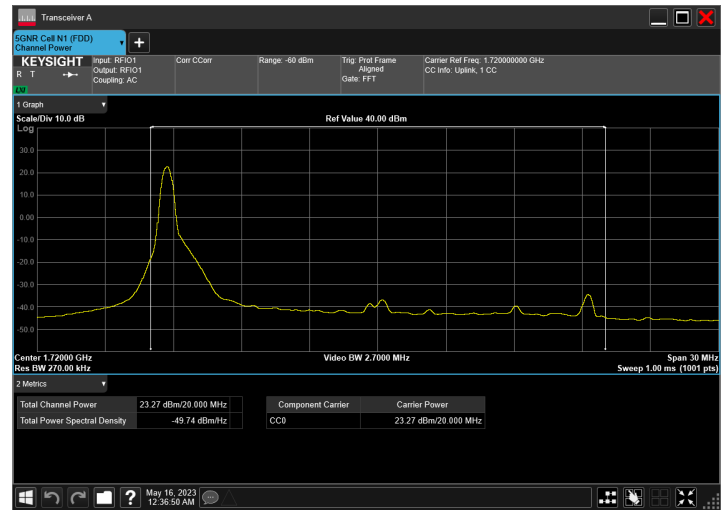 Transceiver A
5GNR Cell N1 (FDD)
Channel Power
KEYSIGHT
R T
LXI
Input: RFIO1
Output: RFIO1
Coupling: AC
Corr CCorr
Range: -60 dBm
Trig: Prot Frame
Aligned
Gate: FFT
Carrier Ref Freq: 1.720000000 GHz
CC Info: Uplink, 1 CC
1 Graph
Scale/Div 10.0 dB
Ref Value 40.00 dBm
Log
30.0
20.0
10.0
0.00
-10.0
-20.0
-30.0
-40.0
-50.0
Center 1.72000 GHz
Video BW 2.7000 MHz
Span 30 MHz
Res BW 270.00 kHz
Sweep 1.00 ms (1001 pts)
2 Metrics
Total Channel Power 23.27 dBm/20.000 MHz
Total Power Spectral Density -49.74 dBm/Hz
Component Carrier Carrier Power
CC0 23.27 dBm/20.000 MHz
?
May 16, 2023
12:36:50 AM